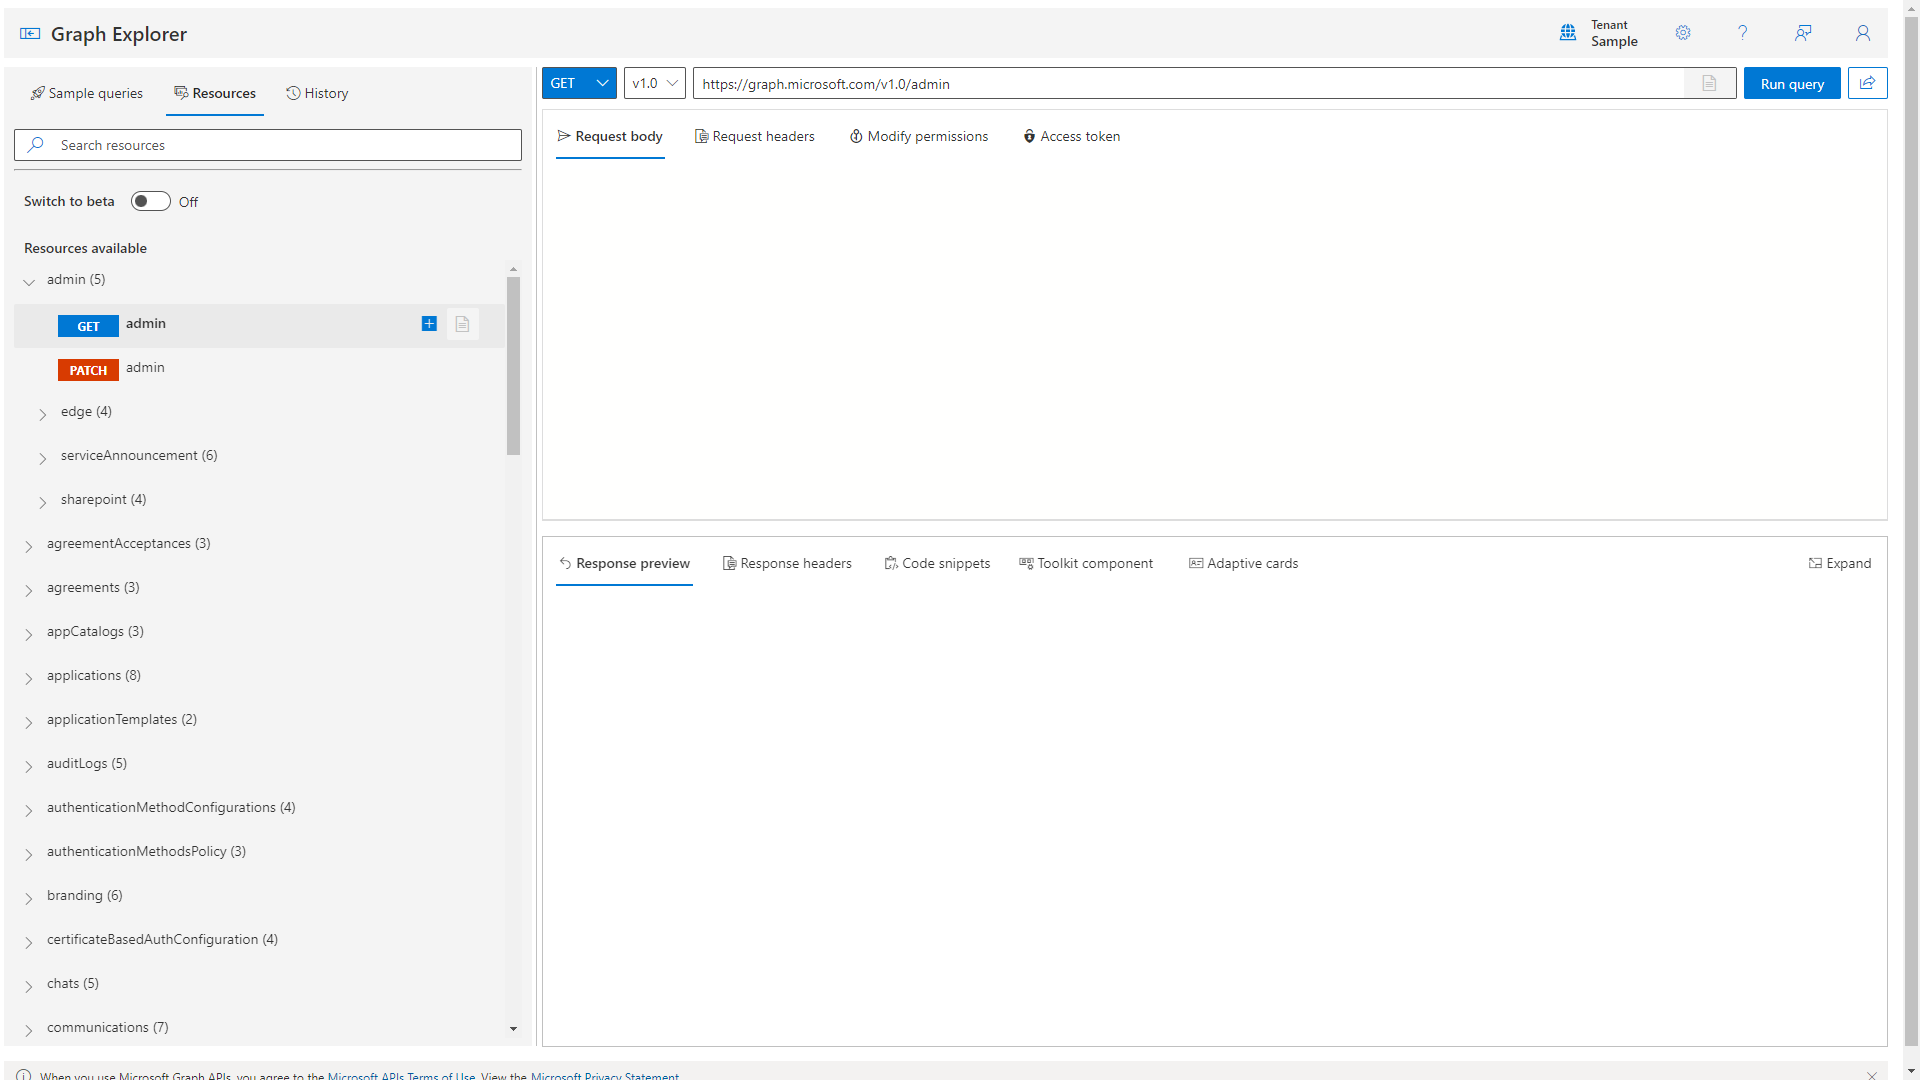 Graph Explorer
Tenant
Sample
Sample queries
Resources
History
Search resources
Switch to beta
Off
Resources available
admin (5)
GET
admin
PATCH
admin
edge (4)
serviceAnnouncement (6)
sharepoint (4)
agreementAcceptances (3)
agreements (3)
appCatalogs (3)
applications (8)
applicationTemplates (2)
auditLogs (5)
authenticationMethodConfigurations (4)
authenticationMethodsPolicy (3)
branding (6)
certificateBasedAuthConfiguration (4)
chats (5)
communications (7)
GET
v1.0
https://graph.microsoft.com/v1.0/admin
Run query
Request body
Request headers
Modify permissions
Access token
Response preview
Response headers
Code snippets
Toolkit component
Adaptive cards
Expand
When you use Microsoft Graph APIs, you agree to the Microsoft APIs Terms of Use. View the Microsoft Privacy Statement